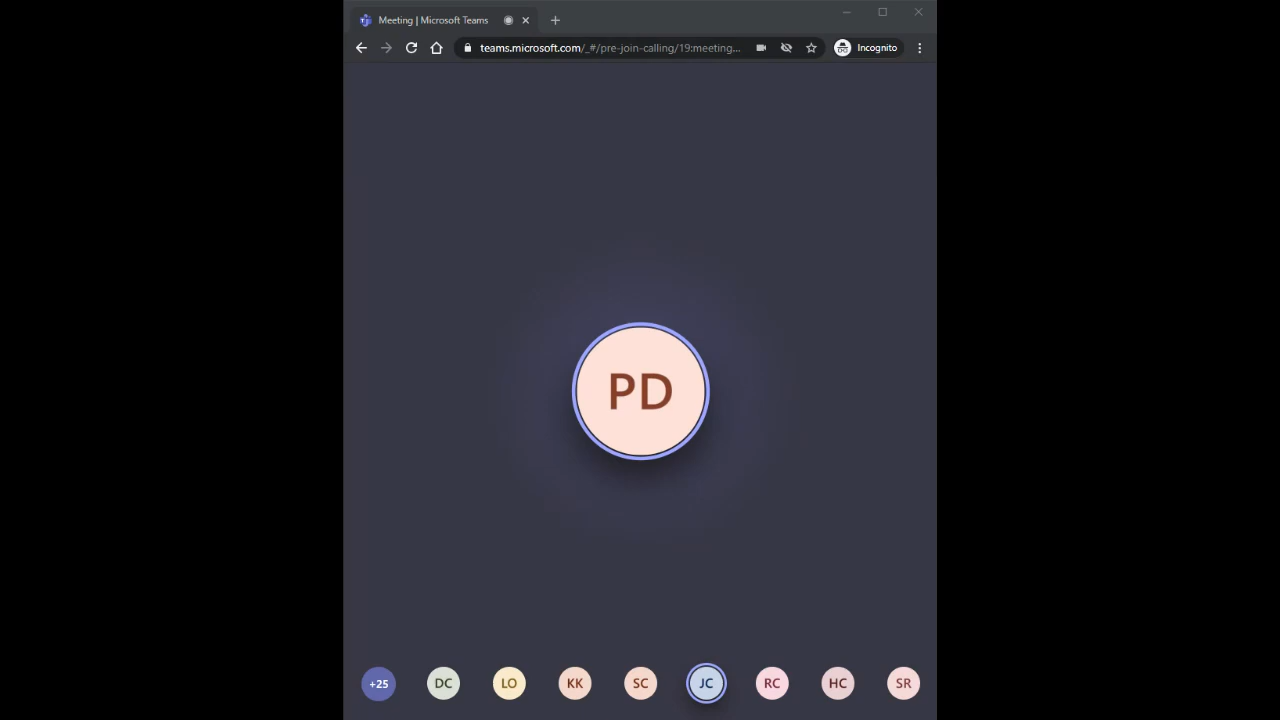 Meeting | Microsoft Teams
teams.microsoft.com/_#/pre-join-calling/19:meeting... Incognito
PD
+25 DC LO KK SC JC RC HC SR